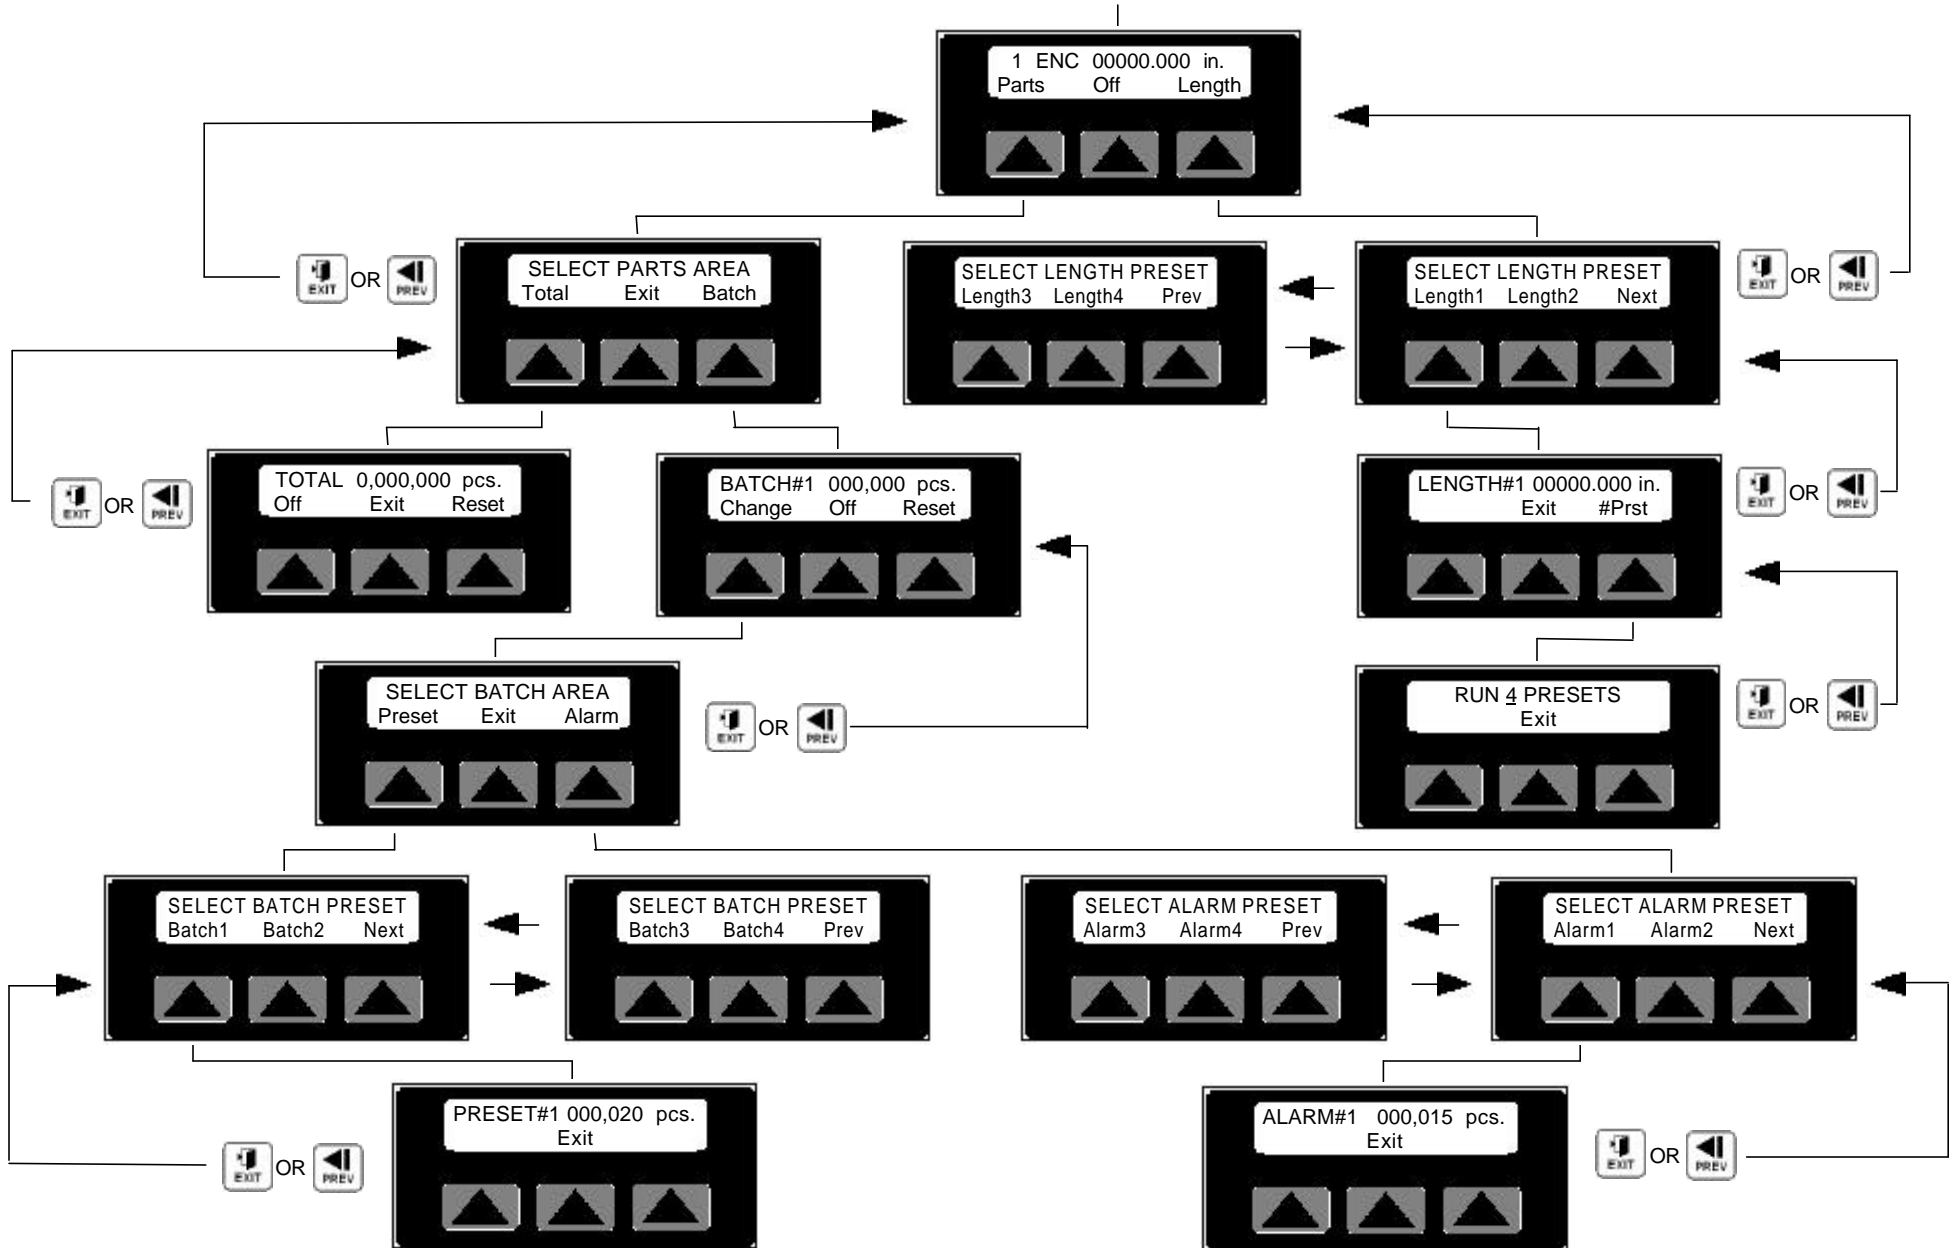 1 ENC 00000.000 in.
Parts Off Length
EXIT OR PREV
SELECT PARTS AREA
Total Exit Batch
SELECT LENGTH PRESET
Length3 Length4 Prev
SELECT LENGTH PRESET
Length1 Length2 Next
EXIT OR PREV
EXIT OR PREV
TOTAL 0,000,000 pcs.
Off Exit Reset
BATCH#1 000,000 pcs.
Change Off Reset
LENGTH#1 00000.000 in.
Exit #Prst
EXIT OR PREV
SELECT BATCH AREA
Preset Exit Alarm
EXIT OR PREV
RUN 4 PRESETS
Exit
EXIT OR PREV
SELECT BATCH PRESET
Batch1 Batch2 Next
SELECT BATCH PRESET
Batch3 Batch4 Prev
SELECT ALARM PRESET
Alarm3 Alarm4 Prev
SELECT ALARM PRESET
Alarm1 Alarm2 Next
EXIT OR PREV
PRESET#1 000,020 pcs.
Exit
ALARM#1 000,015 pcs.
Exit
EXIT OR PREV